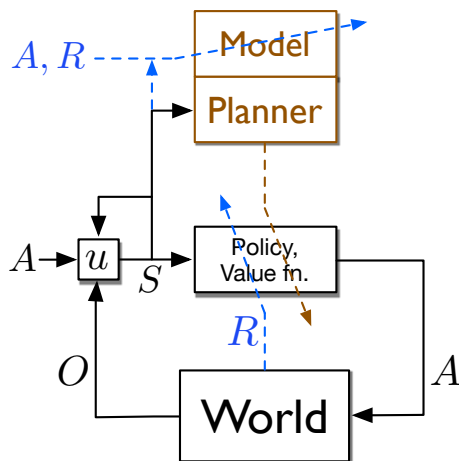 Model
A, R
Planner
Policy,
Value fn.
A
u
S
R
O
A
World